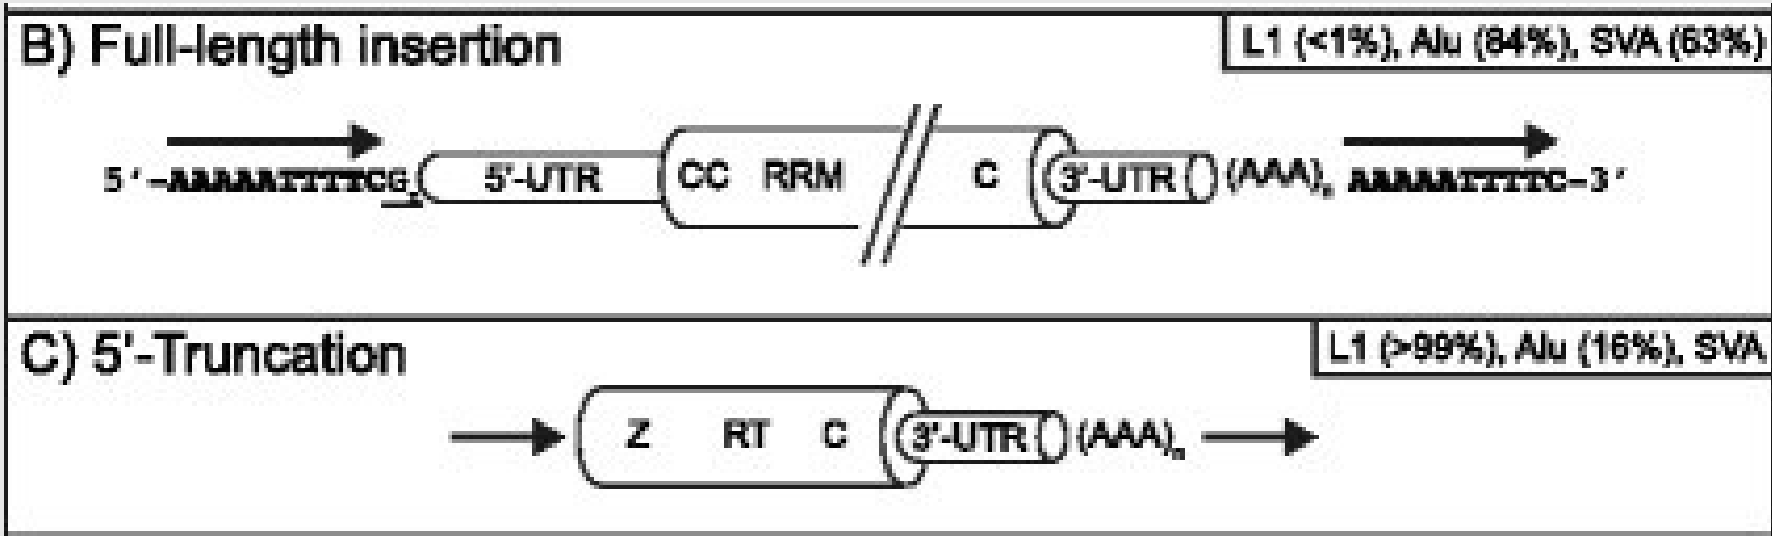 B) Full-length insertion
L1 (<1%), Alu (84%), SVA (63%)
5'-AAAAATTTTCG 5'-UTR CC RRM C 3'-UTR (AAA)n AAAAATTTTC-3'
C) 5'-Truncation
L1 (>99%), Alu (16%), SVA
Z RT C 3'-UTR (AAA)n